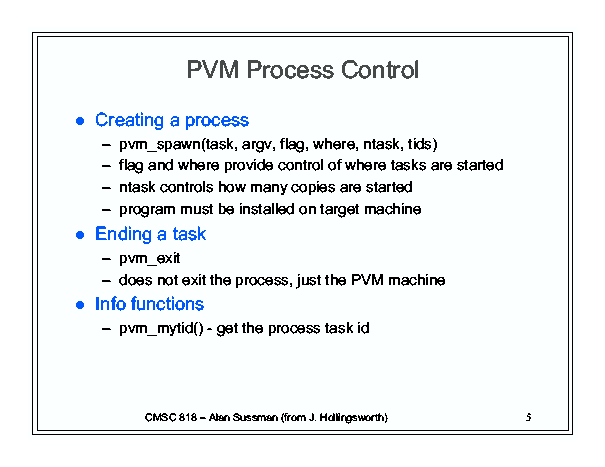 PVM Process Control
● Creating a process
– pvm_spawn(task, argv, flag, where, ntask, tids)
– flag and where provide control of where tasks are started
– ntask controls how many copies are started
– program must be installed on target machine
● Ending a task
– pvm_exit
– does not exit the process, just the PVM machine
● Info functions
– pvm_mytid() - get the process task id
CMSC 818 – Alan Sussman (from J. Hollingsworth)
5